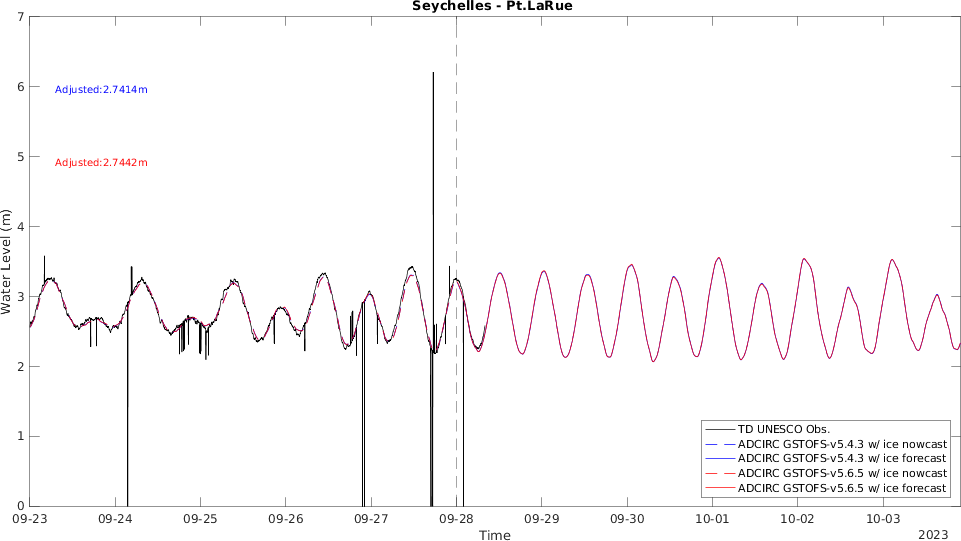 Seychelles - Pt.LaRue
7
6
5
4
3
2
1
0
Water Level (m)
Adjusted:2.7414m
Adjusted:2.7442m
TD UNESCO Obs.
ADCIRC GSTOFS-v5.4.3 w/ ice nowcast
ADCIRC GSTOFS-v5.4.3 w/ ice forecast
ADCIRC GSTOFS-v5.6.5 w/ ice nowcast
ADCIRC GSTOFS-v5.6.5 w/ ice forecast
09-23 09-24 09-25 09-26 09-27 09-28 09-29 09-30 10-01 10-02 10-03
Time
2023